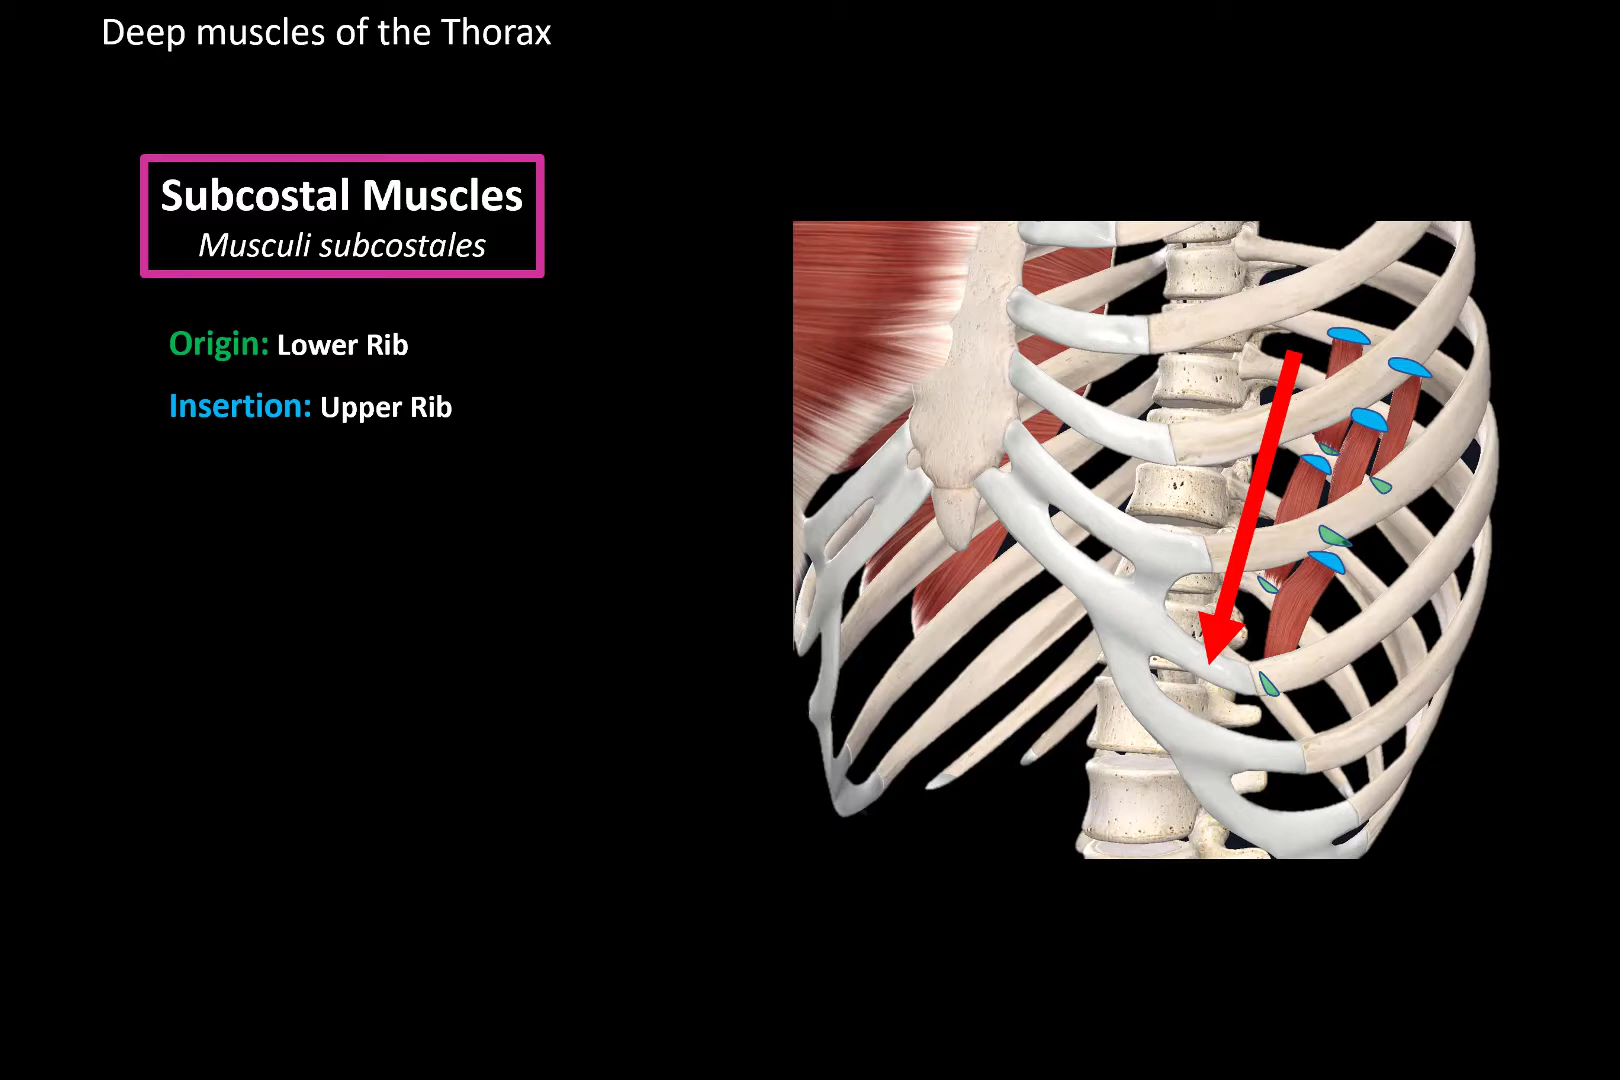 Deep muscles of the Thorax
Subcostal Muscles
Musculi subcostales
Origin: Lower Rib
Insertion: Upper Rib